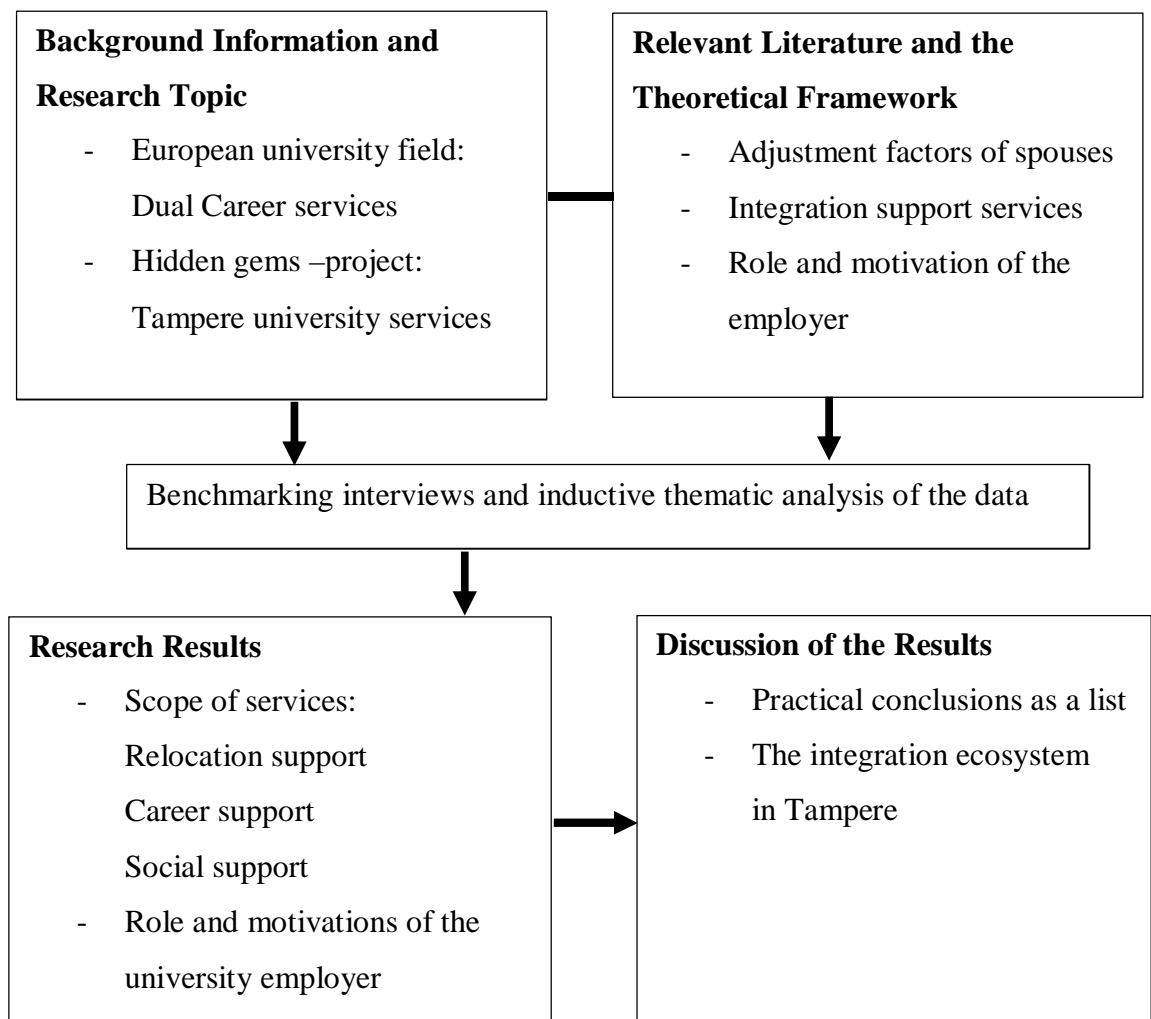 Background Information and
Research Topic
- European university field:
Dual Career services
- Hidden gems –project:
Tampere university services
Relevant Literature and the
Theoretical Framework
- Adjustment factors of spouses
- Integration support services
- Role and motivation of the
employer
Benchmarking interviews and inductive thematic analysis of the data
Research Results
- Scope of services:
Relocation support
Career support
Social support
- Role and motivations of the
university employer
Discussion of the Results
- Practical conclusions as a list
- The integration ecosystem
in Tampere